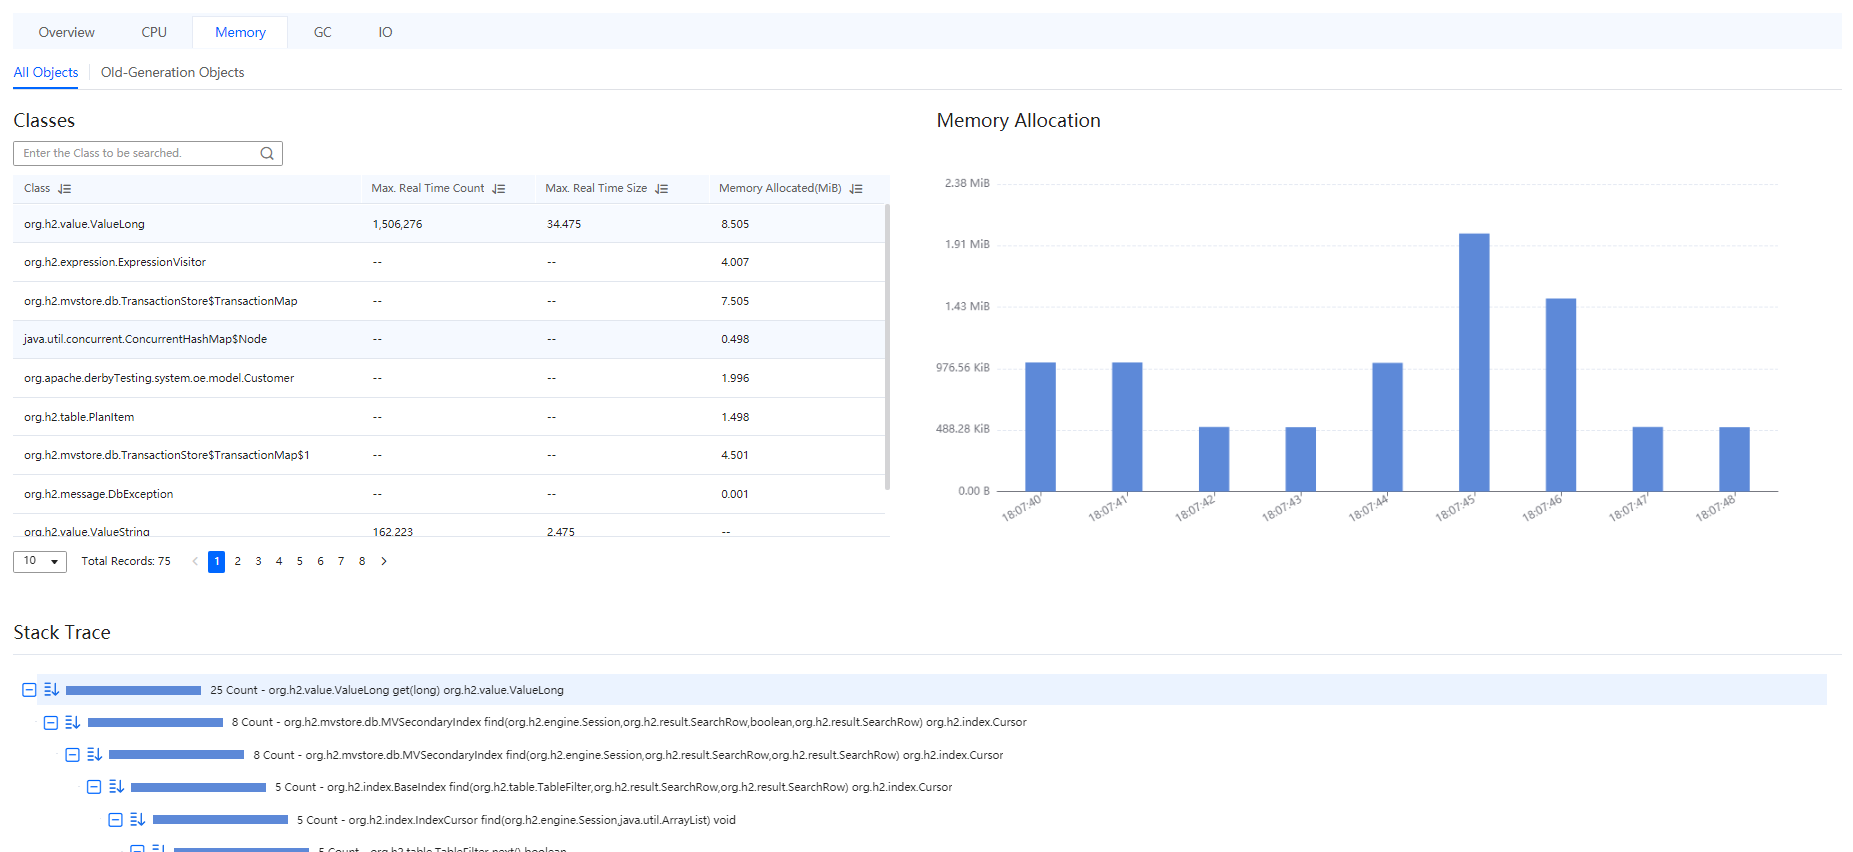 Overview CPU Memory GC IO
All Objects Old-Generation Objects
Classes
Enter the Class to be searched.
Class Max. Real Time Count Max. Real Time Size Memory Allocated(MiB)
org.h2.value.ValueLong 1,506,276 34.475 8.505
org.h2.expression.ExpressionVisitor -- -- 4.007
org.h2.mvstore.db.TransactionStore$TransactionMap -- -- 7.505
java.util.concurrent.ConcurrentHashMap$Node -- -- 0.498
org.apache.derbyTesting.system.oe.model.Customer -- -- 1.996
org.h2.table.PlanItem -- -- 1.498
org.h2.mvstore.db.TransactionStore$TransactionMap$1 -- -- 4.501
org.h2.message.DbException -- -- 0.001
org.h2.value.ValueString 162,223 2.475 --
10 Total Records: 75 < 1 2 3 4 5 6 7 8 >
Memory Allocation
2.38 MiB
1.91 MiB
1.43 MiB
976.56 KiB
488.28 KiB
0.00 B
18:07:40 18:07:41 18:07:42 18:07:43 18:07:44 18:07:45 18:07:46 18:07:47 18:07:48
Stack Trace
25 Count - org.h2.value.ValueLong get(long) org.h2.value.ValueLong
8 Count - org.h2.mvstore.db.MVSecondaryIndex find(org.h2.engine.Session,org.h2.result.SearchRow,boolean,org.h2.result.SearchRow) org.h2.index.Cursor
8 Count - org.h2.mvstore.db.MVSecondaryIndex find(org.h2.engine.Session,org.h2.result.SearchRow,org.h2.result.SearchRow) org.h2.index.Cursor
5 Count - org.h2.index.BaseIndex find(org.h2.table.TableFilter,org.h2.result.SearchRow,org.h2.result.SearchRow) org.h2.index.Cursor
5 Count - org.h2.index.IndexCursor find(org.h2.engine.Session,java.util.ArrayList) void
5 Count - org.h2.table.TableFilter next() boolean